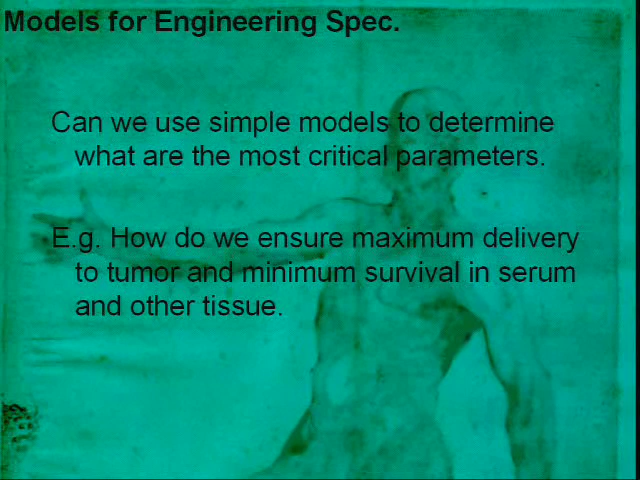 Models for Engineering Spec.
Can we use simple models to determine
what are the most critical parameters.
E.g. How do we ensure maximum delivery
to tumor and minimum survival in serum
and other tissue.